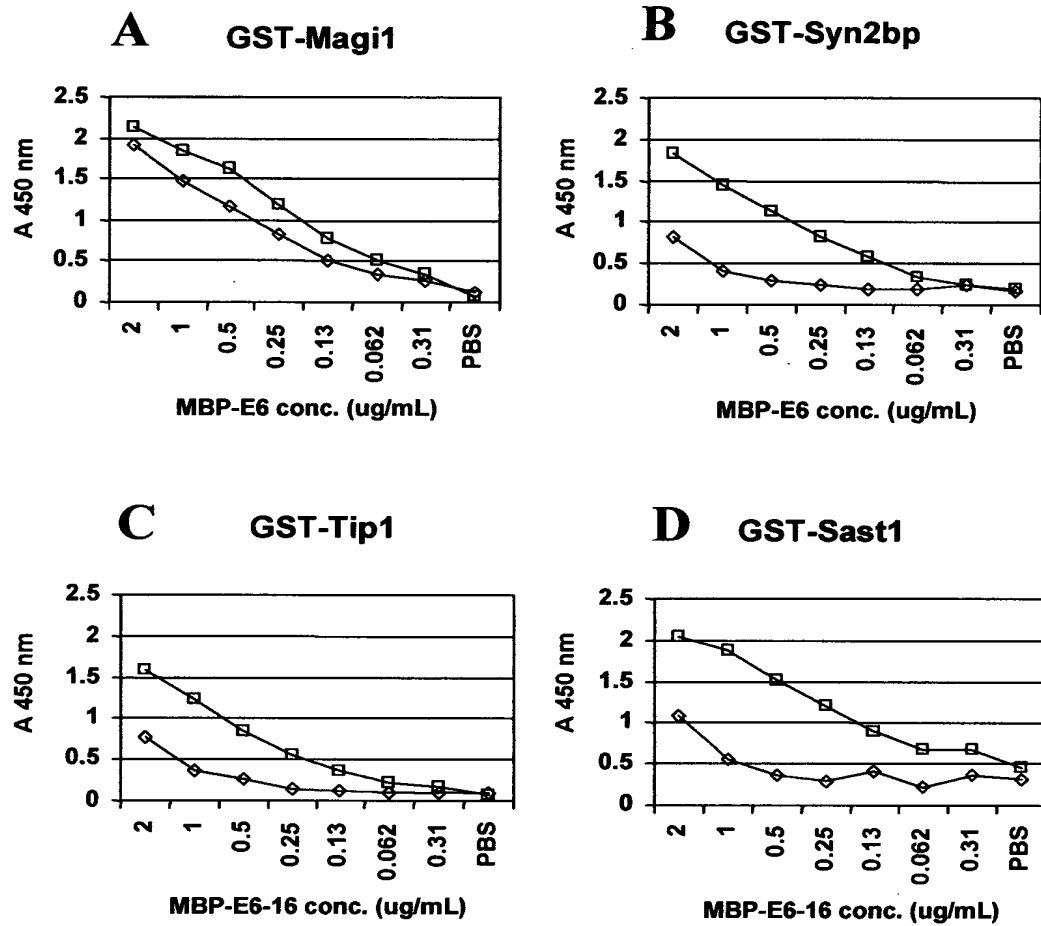 A GST-Magi1
2.5
2
1.5
1
0.5
0
A 450 nm
2 1 0.5 0.25 0.13 0.062 0.31 PBS
MBP-E6 conc. (ug/mL)
B GST-Syn2bp
2.5
2
1.5
1
0.5
0
A 450 nm
2 1 0.5 0.25 0.13 0.062 0.31 PBS
MBP-E6 conc. (ug/mL)
C GST-Tip1
2.5
2
1.5
1
0.5
0
A 450 nm
2 1 0.5 0.25 0.13 0.062 0.31 PBS
MBP-E6-16 conc. (ug/mL)
D GST-Sast1
2.5
2
1.5
1
0.5
0
A 450 nm
2 1 0.5 0.25 0.13 0.062 0.31 PBS
MBP-E6-16 conc. (ug/mL)